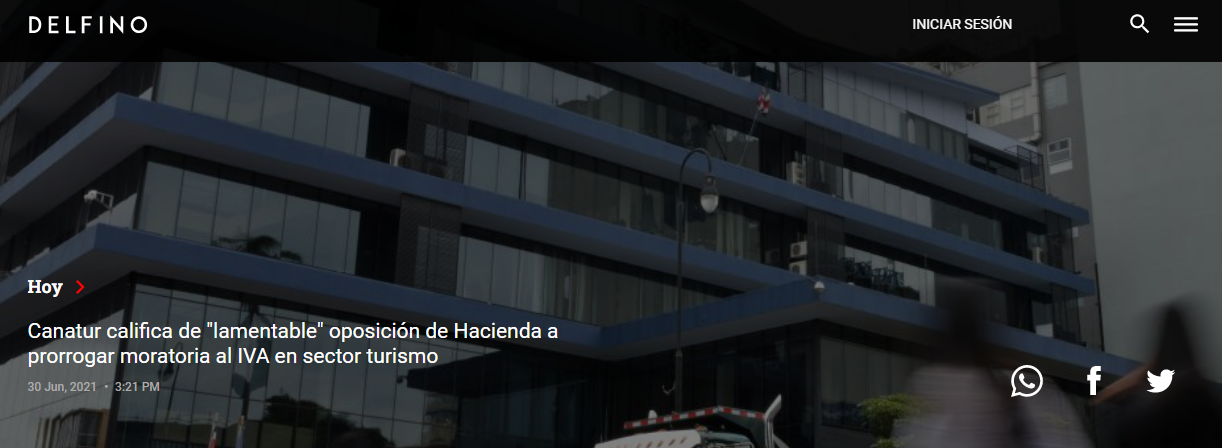 DELFINO
INICIAR SESIÓN
Hoy
Canatur califica de "lamentable" oposición de Hacienda a
prorrogar moratoria al IVA en sector turismo
30 Jun, 2021 • 3:21 PM